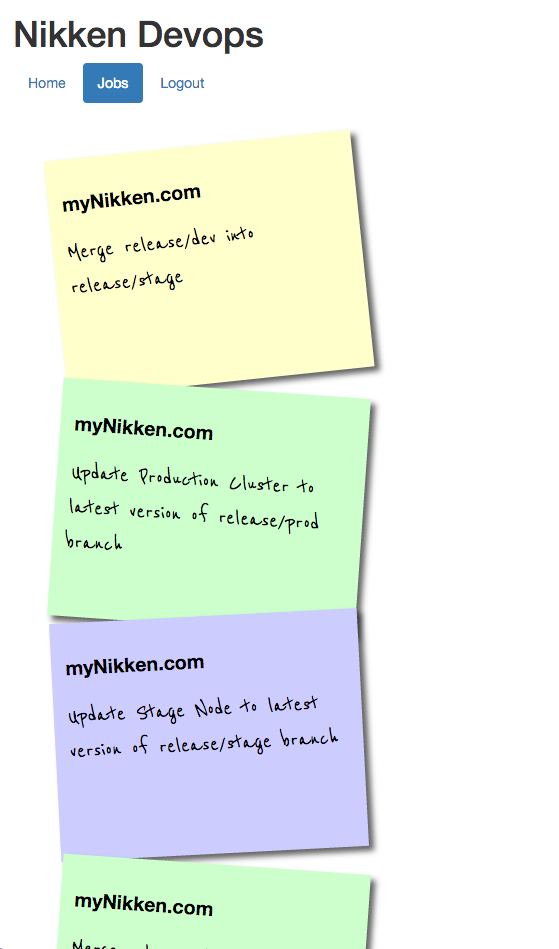 Nikken Devops
Home Jobs Logout
myNikken.com
Merge release/dev into
release/stage
myNikken.com
Update Production Cluster to
latest version of release/prod
branch
myNikken.com
Update Stage Node to latest
version of release/stage branch
myNikken.com
Merge